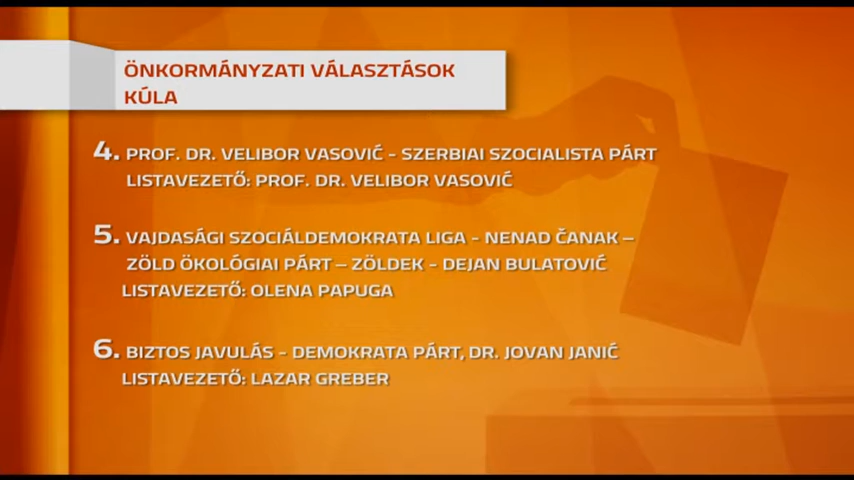 ÖNKORMÁNYZATI VÁLASZTÁSOK
KÚLA
4. PROF. DR. VELIBOR VASOVIĆ - SZERBIAI SZOCIALISTA PÁRT
LISTAVEZETŐ: PROF. DR. VELIBOR VASOVIĆ
5. VAJDASÁGI SZOCIÁLDEMOKRATA LIGA - NENAD ČANAK –
ZÖLD ÖKOLÓGIAI PÁRT – ZÖLDEK - DEJAN BULATOVIĆ
LISTAVEZETŐ: OLENA PAPUGA
6. BIZTOS JAVULÁS - DEMOKRATA PÁRT, DR. JOVAN JANIĆ
LISTAVEZETŐ: LAZAR GREBER